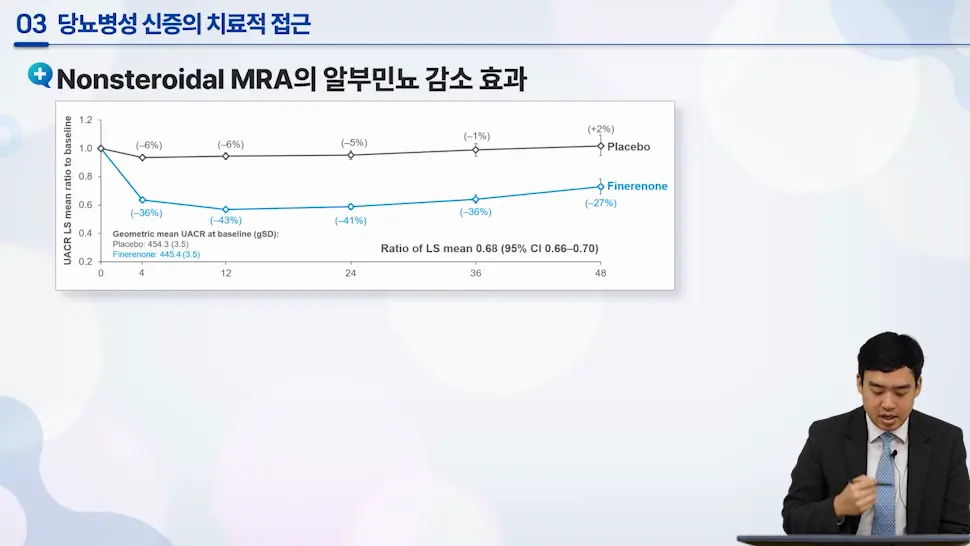 03 당뇨병성 신증의 치료적 접근
Nonsteroidal MRA의 알부민뇨 감소 효과
UACR LS mean ratio to baseline
1.2
1.0
0.8
0.6
0.4
0.2
(–6%)
(–6%)
(–5%)
(–1%)
(+2%)
Placebo
Finerenone
(–36%)
(–43%)
(–41%)
(–36%)
(–27%)
Geometric mean UACR at baseline (gSD):
Placebo: 454.3 (3.5)
Finerenone: 445.4 (3.5)
Ratio of LS mean 0.68 (95% CI 0.66–0.70)
0 4 12 24 36 48